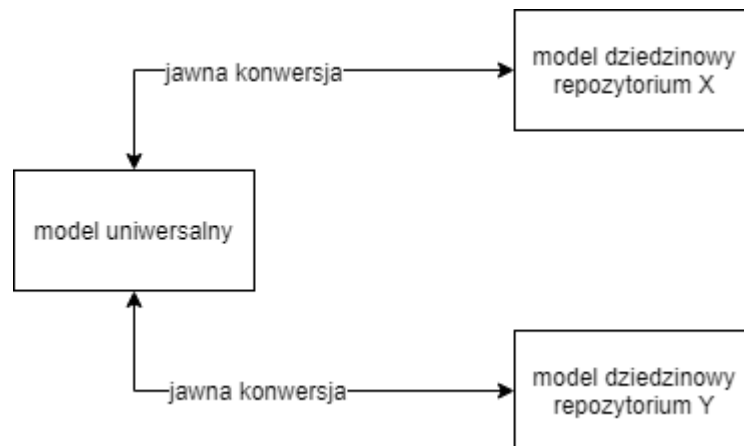 jawna konwersja
model dziedzinowy
repozytorium X
model uniwersalny
jawna konwersja
model dziedzinowy
repozytorium Y